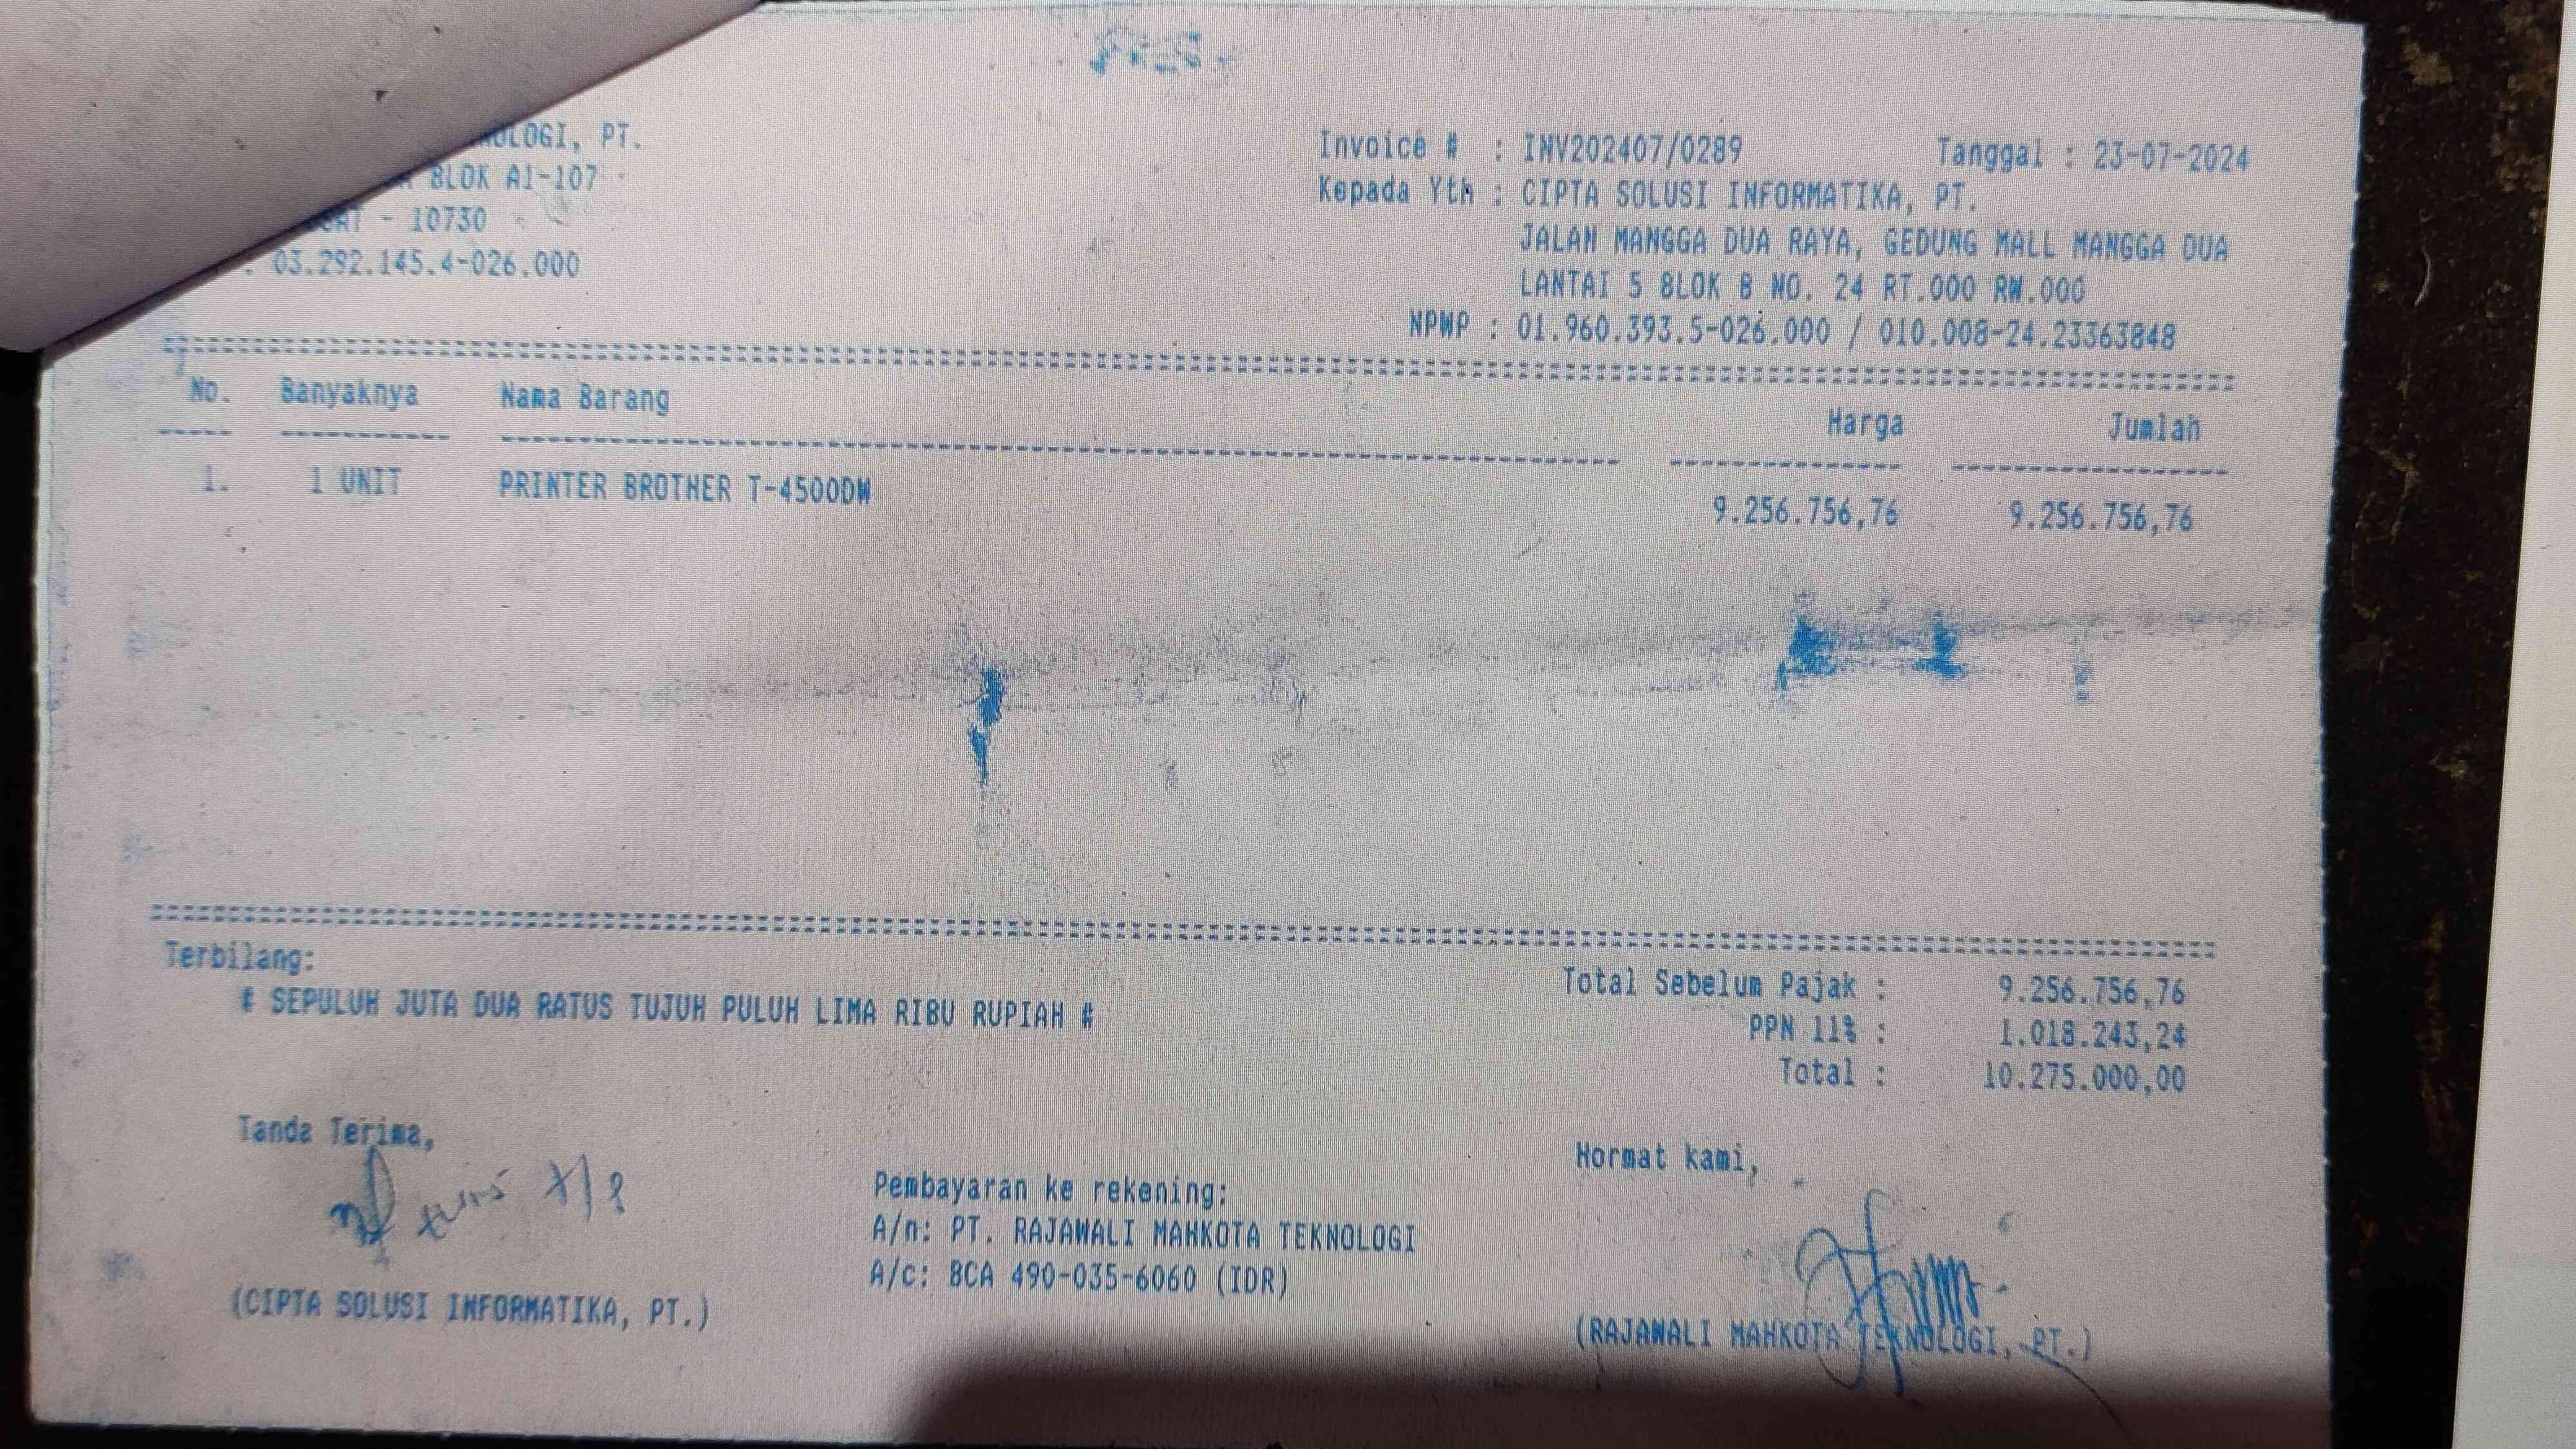 OLOGI, PT.
BLOK A1-107
- 10730
03.292.145.4-026.000
Invoice # : INV202407/0289 Tanggal : 23-07-2024
Kepada Yth : CIPTA SOLUSI INFORMATIKA, PT.
JALAN MANGGA DUA RAYA, GEDUNG MALL MANGGA DUA
LANTAI 5 BLOK B NO. 24 RT.000 RW.000
NPWP : 01.960.393.5-026.000 / 010.008-24.23363848
No. Banyaknya Nama Barang Harga Jumlah
1. 1 UNIT PRINTER BROTHER T-4500DW 9.256.756,76 9.256.756,76
Terbilang:
# SEPULUH JUTA DUA RATUS TUJUH PULUH LIMA RIBU RUPIAH #
Total Sebelum Pajak : 9.256.756,76
PPN 11% : 1.018.243,24
Total : 10.275.000,00
Tanda Terima,
(CIPTA SOLUSI INFORMATIKA, PT.)
Pembayaran ke rekening:
A/n: PT. RAJAWALI MAHKOTA TEKNOLOGI
A/c: BCA 490-035-6060 (IDR)
Hormat kami,
(RAJAWALI MAHKOTA TEKNOLOGI, PT.)